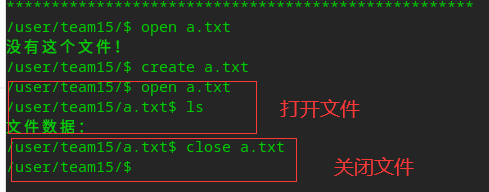 **************************************************
/user/team15/$ open a.txt
没有这个文件!
/user/team15/$ create a.txt
/user/team15/$ open a.txt
/user/team15/a.txt$ ls
打开文件
文件数据:
/user/team15/a.txt$ close a.txt
/user/team15/$
关闭文件